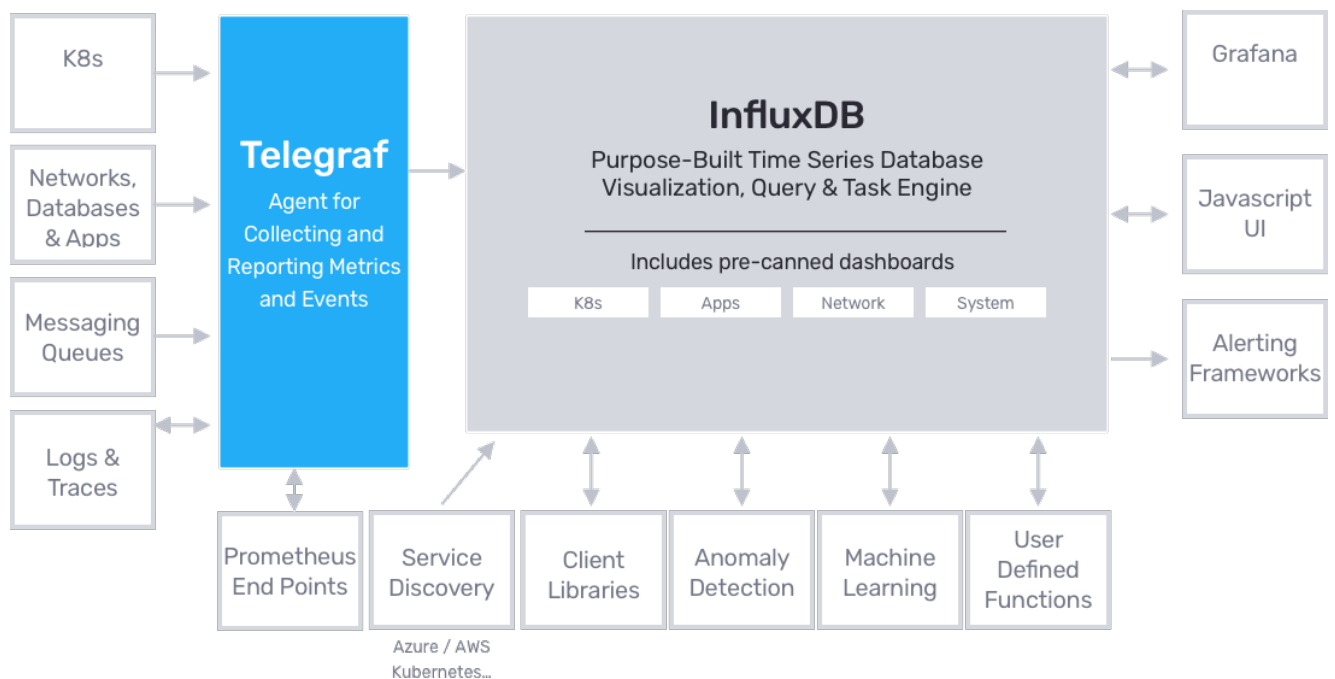 K8s
Networks,
Databases
& Apps
Messaging
Queues
Logs &
Traces
Telegraf
Agent for
Collecting and
Reporting Metrics
and Events
InfluxDB
Purpose-Built Time Series Database
Visualization, Query & Task Engine
Includes pre-canned dashboards
K8s
Apps
Network
System
Grafana
Javascript
UI
Alerting
Frameworks
Prometheus
End Points
Service
Discovery
Azure / AWS
Kubernetes...
Client
Libraries
Anomaly
Detection
Machine
Learning
User
Defined
Functions